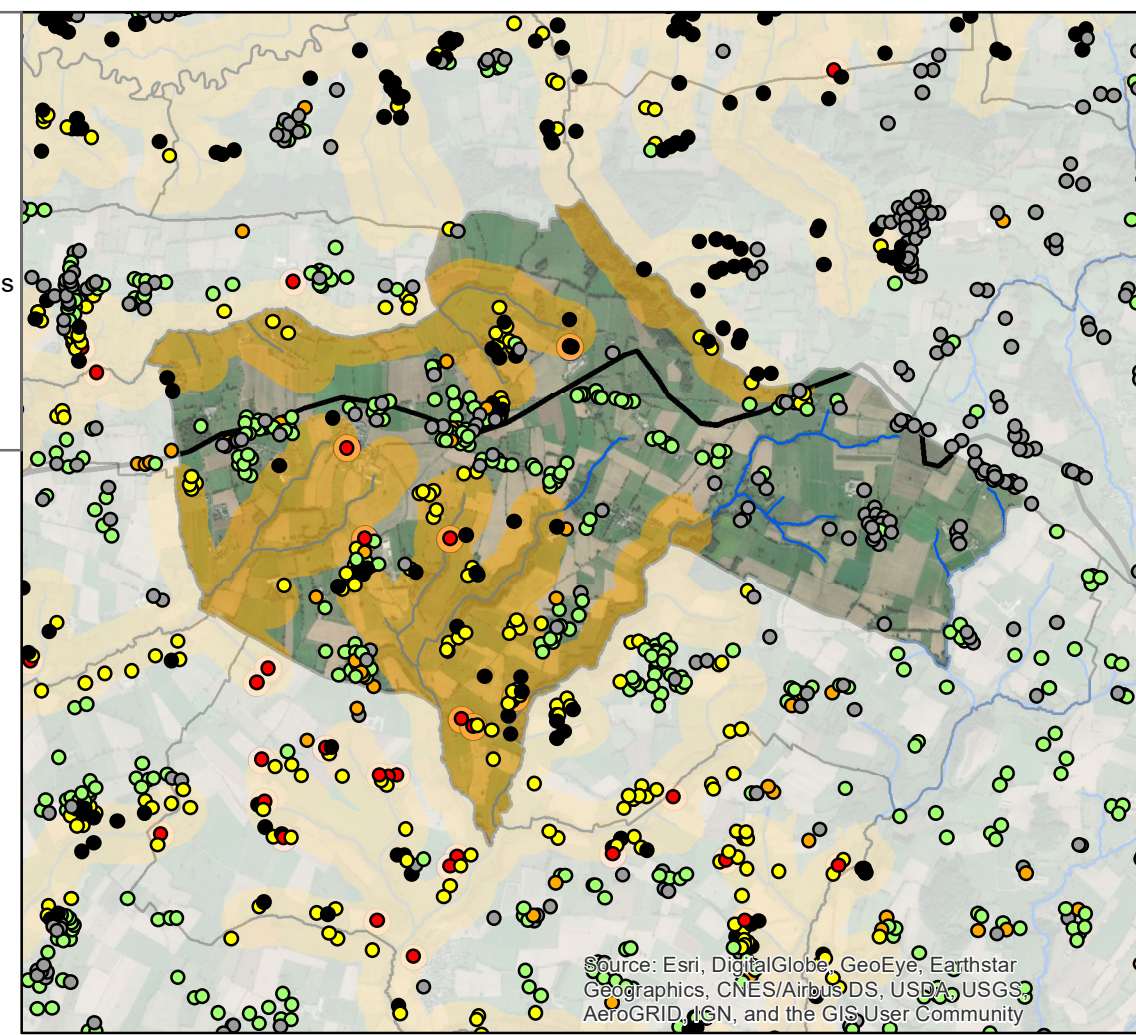 s
Source: Esri, DigitalGlobe, GeoEye, Earthstar
Geographics, CNES/Airbus DS, USDA, USGS,
AeroGRID, IGN, and the GIS User Community